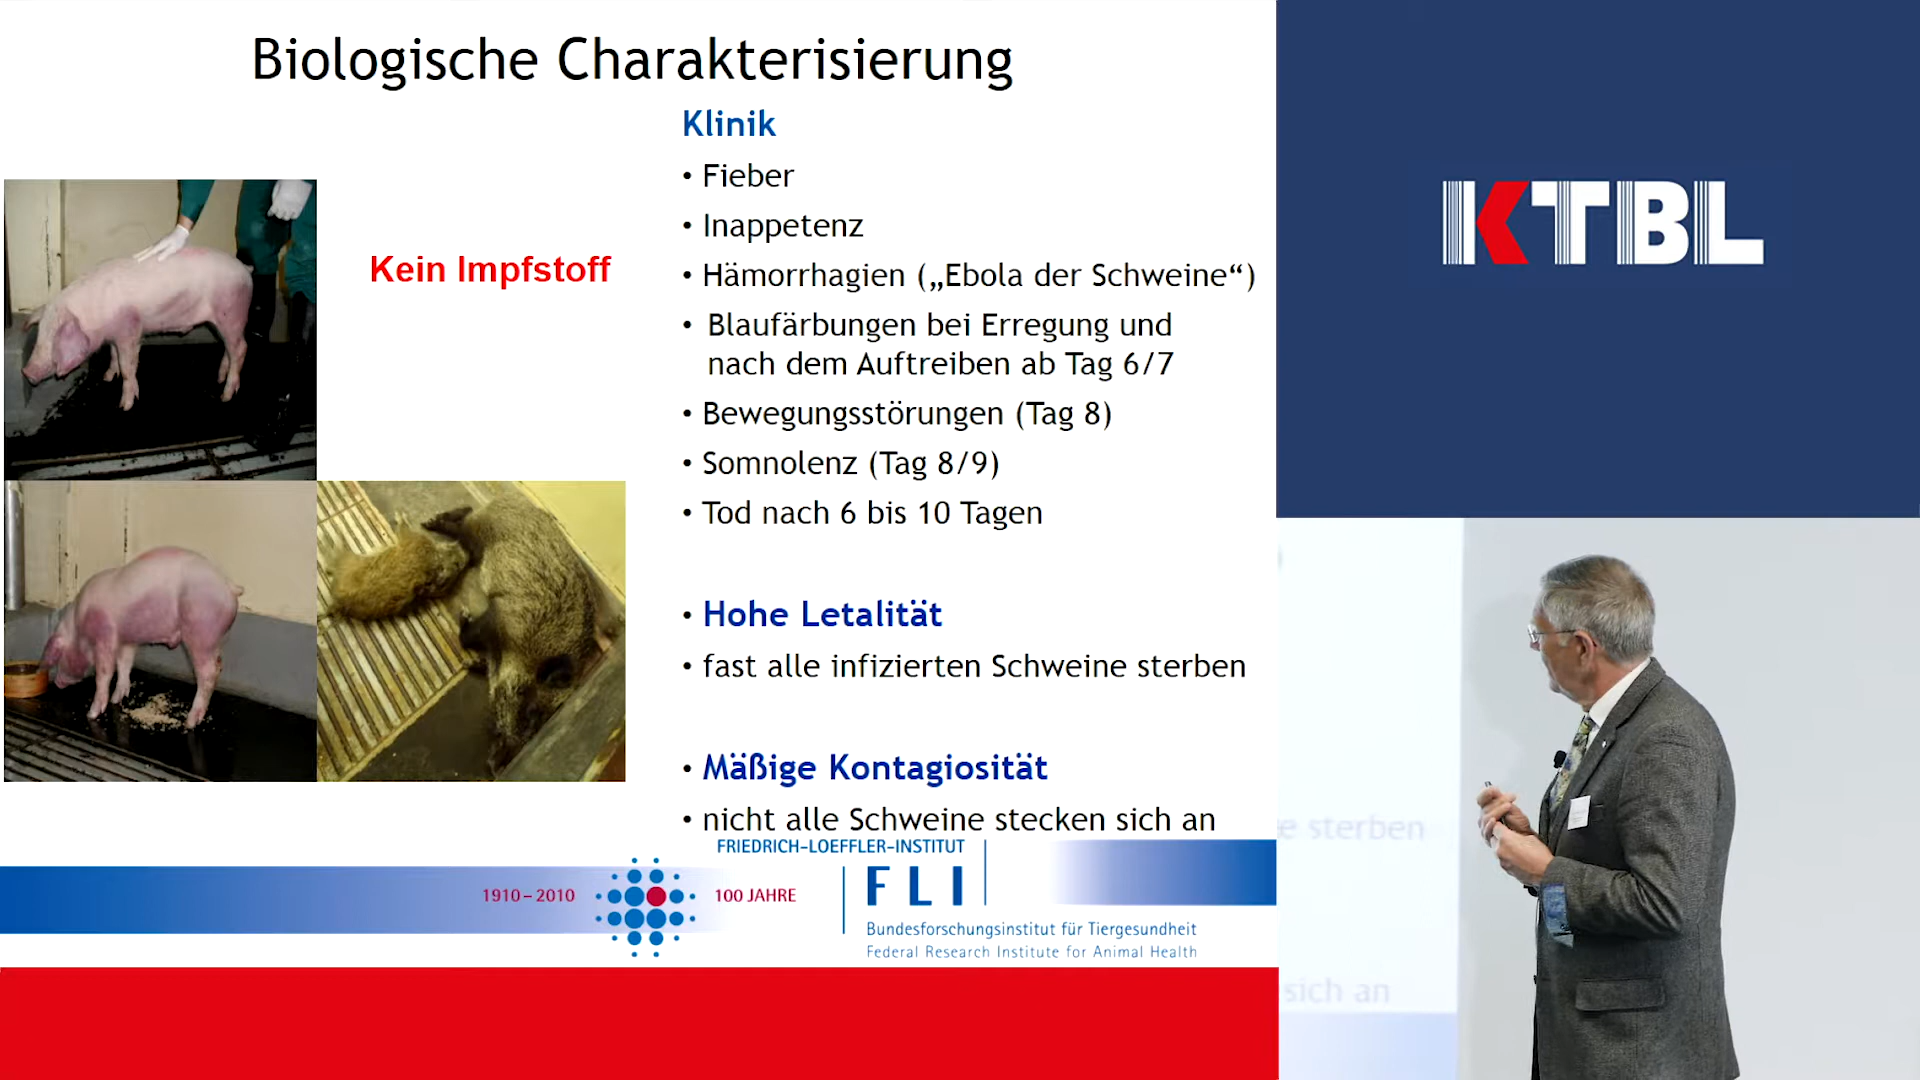 Biologische Charakterisierung
Klinik
• Fieber
• Inappetenz
• Hämorrhagien („Ebola der Schweine“)
• Blaufärbungen bei Erregung und
nach dem Auftreiben ab Tag 6/7
• Bewegungsstörungen (Tag 8)
• Somnolenz (Tag 8/9)
• Tod nach 6 bis 10 Tagen
• Hohe Letalität
• fast alle infizierten Schweine sterben
• Mäßige Kontagiosität
• nicht alle Schweine stecken sich an
Kein Impfstoff
FRIEDRICH-LOEFFLER-INSTITUT
1910–2010
100 JAHRE
FLI
Bundesforschungsinstitut für Tiergesundheit
Federal Research Institute for Animal Health
KTBL
e sterben
sich an